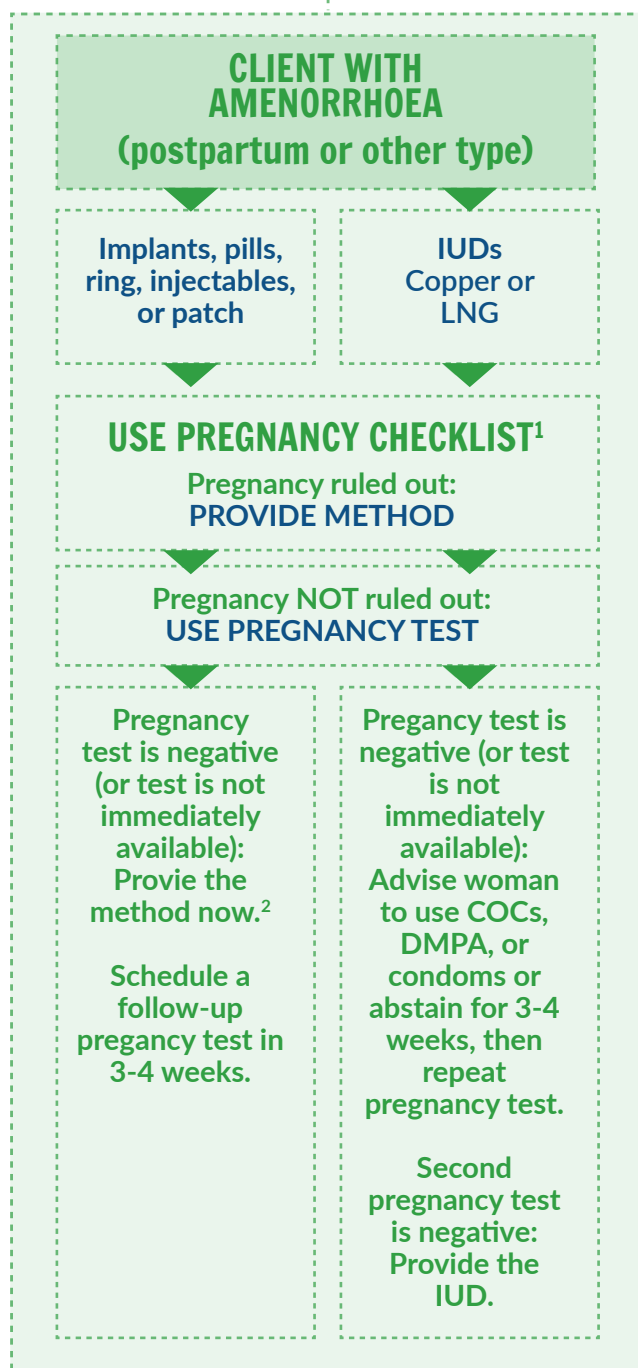 CLIENT WITH
AMENORRHOEA
(postpartum or other type)
Implants, pills,
ring, injectables,
or patch
IUDs
Copper or
LNG
USE PREGNANCY CHECKLIST¹
Pregnancy ruled out:
PROVIDE METHOD
Pregnancy NOT ruled out:
USE PREGNANCY TEST
Pregnancy
test is negative
(or test is not
immediately
available):
Provie the
method now.²
Schedule a
follow-up
pregancy test in
3-4 weeks.
Pregancy test is
negative (or test
is not
immediately
available):
Advise woman
to use COCs,
DMPA, or
condoms or
abstain for 3-4
weeks, then
repeat
pregnancy test.
Second
pregnancy test
is negative:
Provide the
IUD.